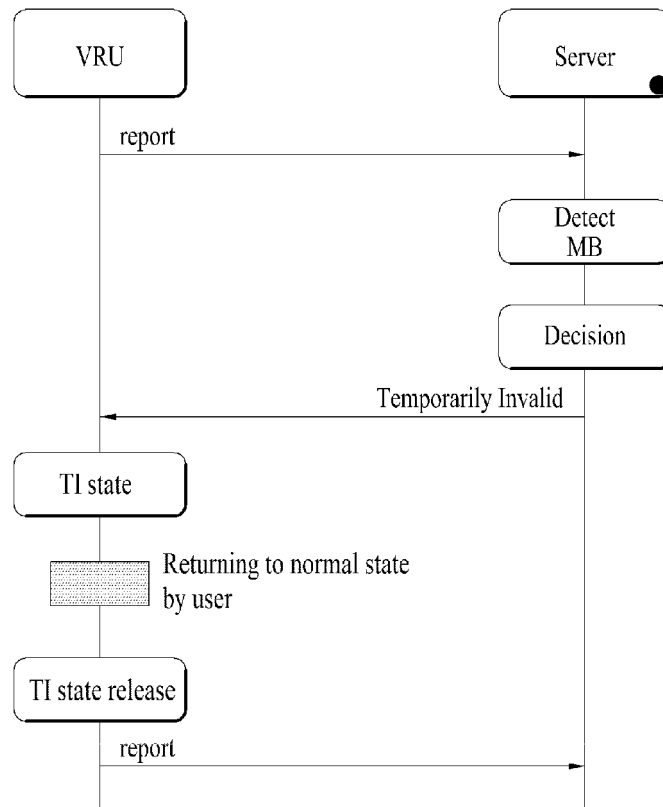 VRU
Server
report
Detect
MB
Decision
Temporarily Invalid
TI state
Returning to normal state
by user
TI state release
report